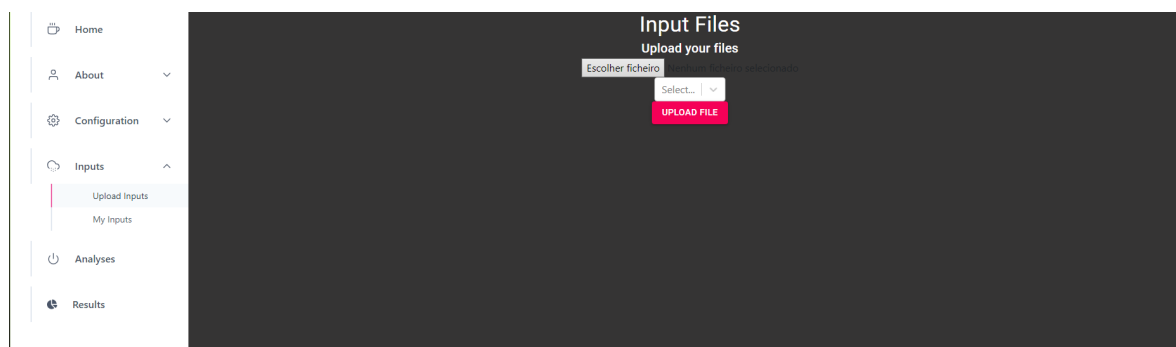 Home
About
Configuration
Inputs
Upload Inputs
My Inputs
Analyses
Results
Input Files
Upload your files
Escolher ficheiro Nenhum ficheiro selecionado
Select...
UPLOAD FILE